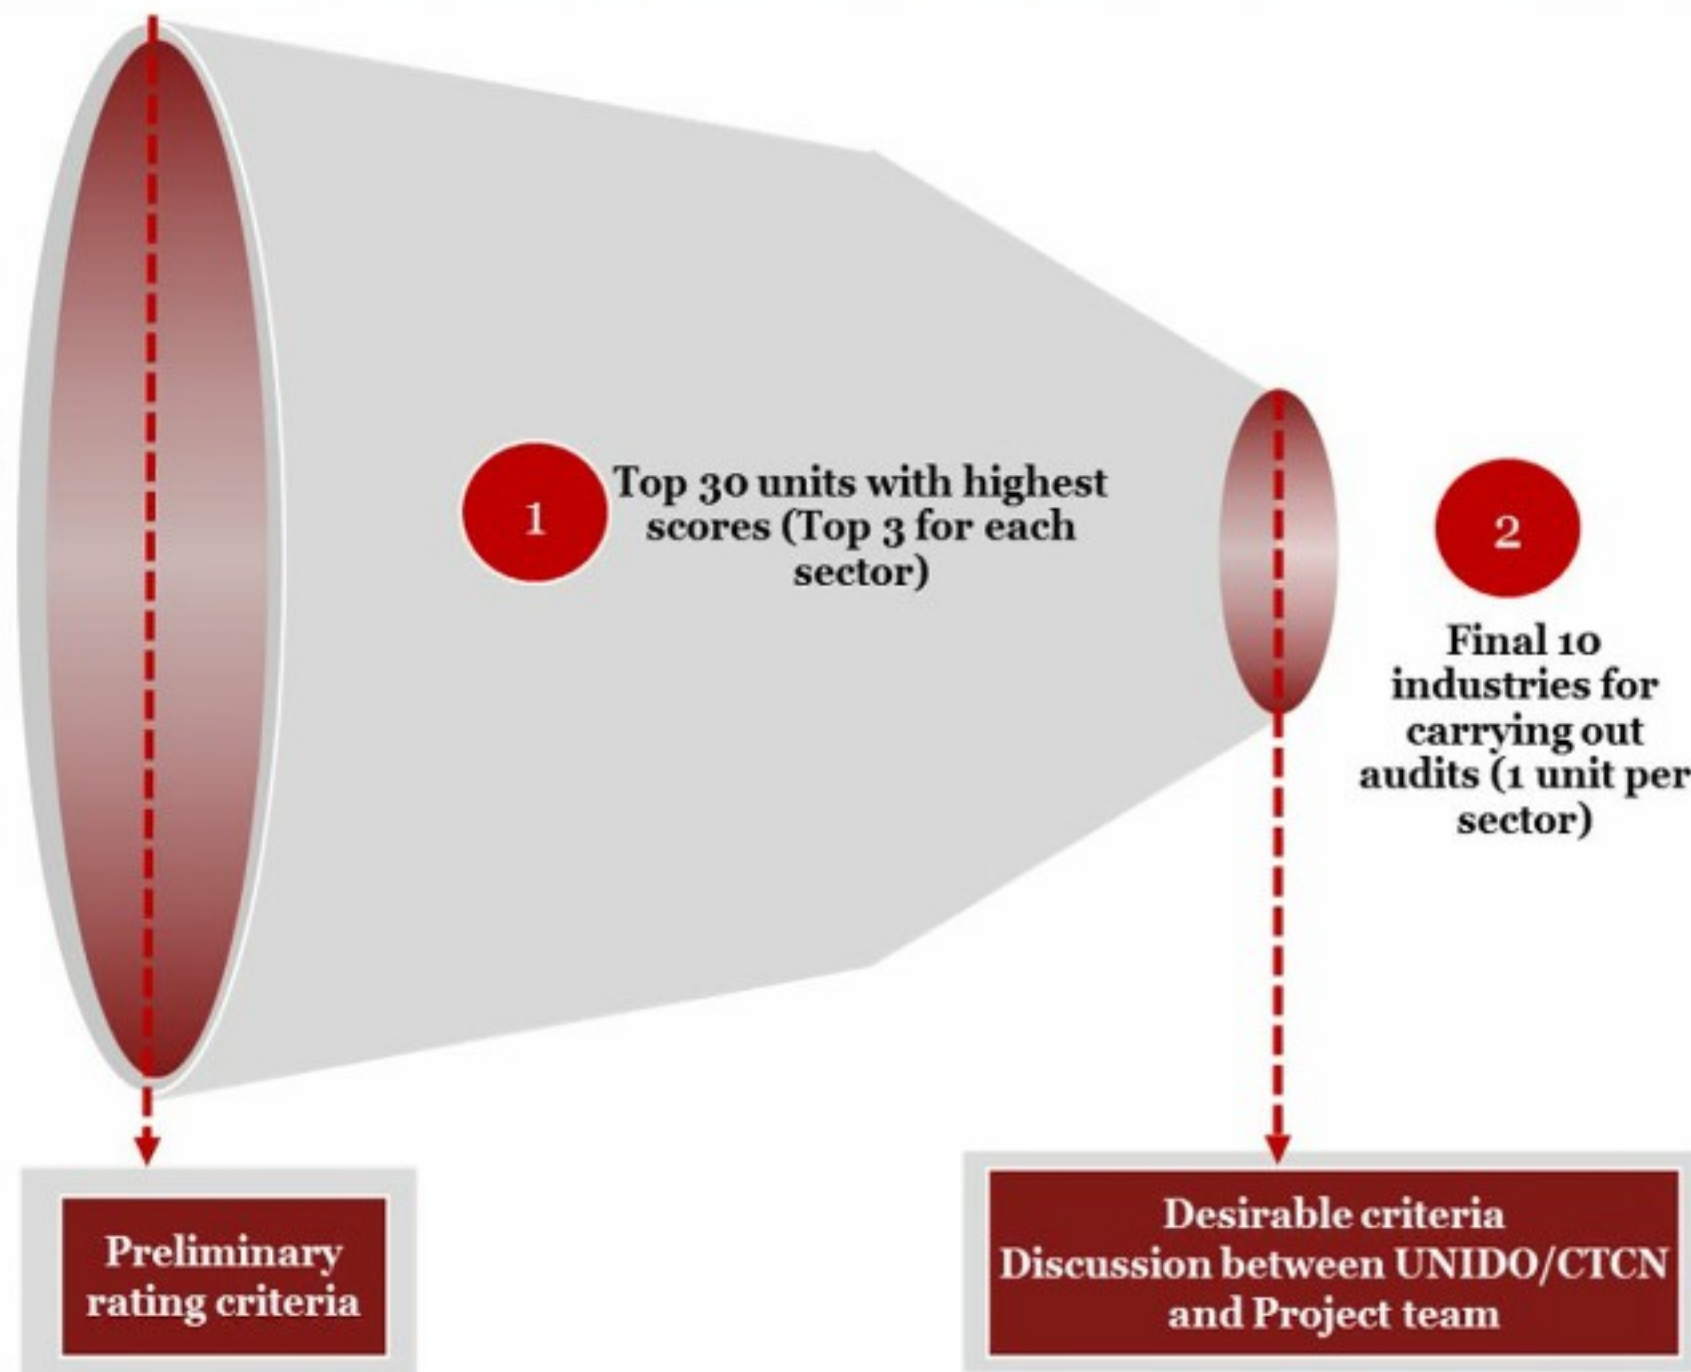 1
Top 30 units with highest
scores (Top 3 for each
sector)
2
Final 10
industries for
carrying out
audits (1 unit per
sector)
Preliminary
rating criteria
Desirable criteria
Discussion between UNIDO/CTCN
and Project team